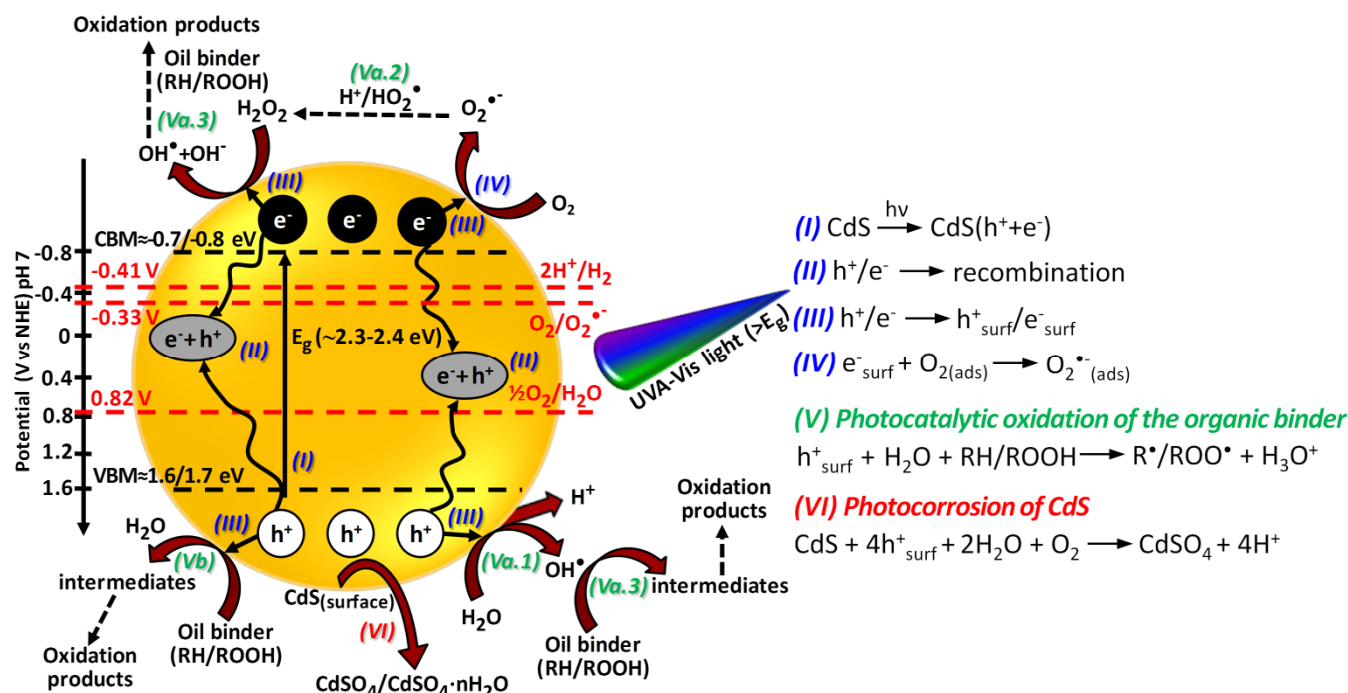 Oxidation products
Oil binder
(RH/ROOH)
(Va.3)
OH•+OH-
H2O2
(Va.2)
H+/HO2•
O2•-
(III)
(IV)
O2
e-
e-
e-
(III)
Potential (V vs NHE) pH 7
-0.8
-0.4
0
0.4
0.8
1.2
1.6
CBM≈-0.7/-0.8 eV
-0.41 V
2H+/H2
-0.33 V
O2/O2•-
e-+ h+
(II)
Eg (~2.3-2.4 eV)
e-+ h+
(II)
0.82 V
½O2/H2O
(I)
VBM≈1.6/1.7 eV
UVA-Vis light (>Eg)
h+
h+
h+
(III)
(III)
H2O
(Vb)
intermediates
Oxidation
products
Oil binder
(RH/ROOH)
CdS(surface)
(VI)
CdSO4/CdSO4·nH2O
H+
(Va.1)
OH•
H2O
(Va.3)
intermediates
Oxidation
products
Oil binder
(RH/ROOH)
hν
(I) CdS → CdS(h++e-)
(II) h+/e- → recombination
(III) h+/e- → h+surf/e-surf
(IV) e-surf + O2(ads) → O2•-(ads)
(V) Photocatalytic oxidation of the organic binder
h+surf + H2O + RH/ROOH → R•/ROO• + H3O+
(VI) Photocorrosion of CdS
CdS + 4h+surf + 2H2O + O2 → CdSO4 + 4H+